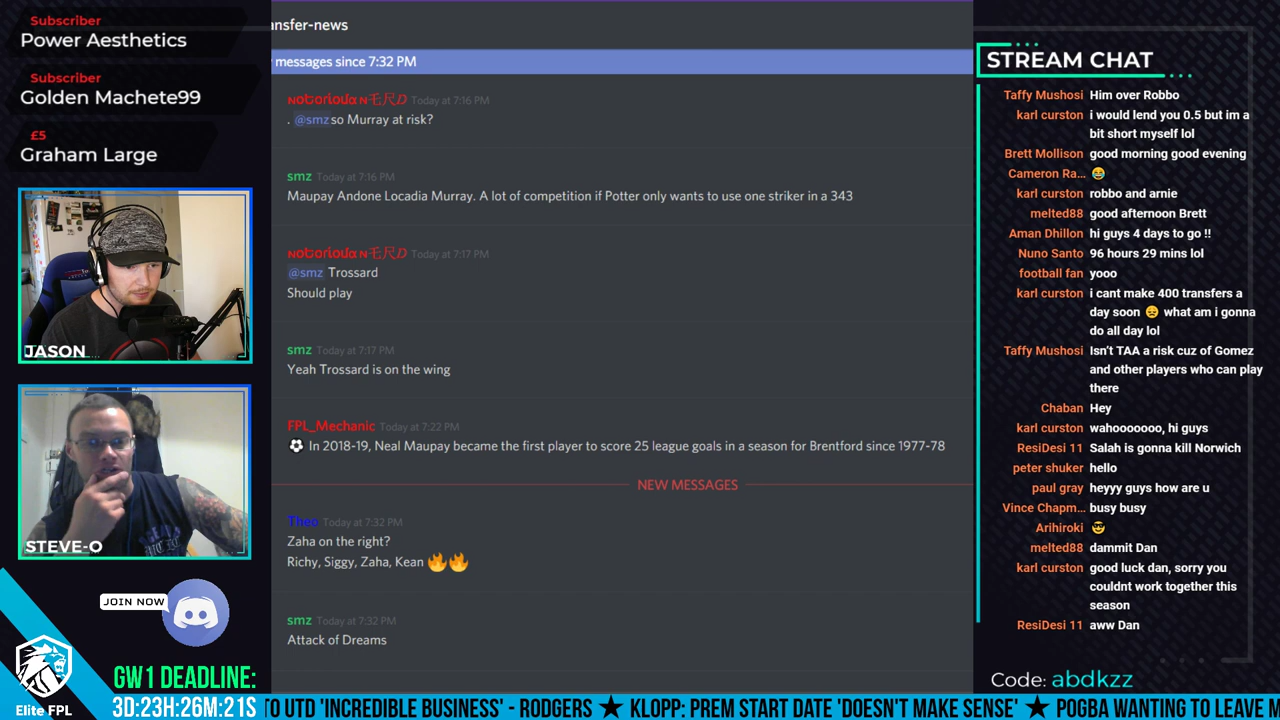 Subscriber
Power Aesthetics
Subscriber
Golden Machete99
£5
Graham Large
JASON
STEVE-O
JOIN NOW
GW1 DEADLINE:
3D:23H:26M:21S
Elite FPL
ansfer-news
messages since 7:32 PM
Today at 7:16 PM
. @smz so Murray at risk?
smz Today at 7:16 PM
Maupay Andone Locadia Murray. A lot of competition if Potter only wants to use one striker in a 343
Today at 7:17 PM
@smz Trossard
Should play
smz Today at 7:17 PM
Yeah Trossard is on the wing
FPL_Mechanic Today at 7:22 PM
⚽ In 2018-19, Neal Maupay became the first player to score 25 league goals in a season for Brentford since 1977-78
NEW MESSAGES
Theo Today at 7:32 PM
Zaha on the right?
Richy, Siggy, Zaha, Kean 🔥🔥
smz Today at 7:32 PM
Attack of Dreams
STREAM CHAT
Taffy Mushosi Him over Robbo
karl curston i would lend you 0.5 but im a
bit short myself lol
Brett Mollison good morning good evening
Cameron Ra... 😂
karl curston robbo and arnie
melted88 good afternoon Brett
Aman Dhillon hi guys 4 days to go !!
Nuno Santo 96 hours 29 mins lol
football fan yooo
karl curston i cant make 400 transfers a
day soon 😔 what am i gonna
do all day lol
Taffy Mushosi Isn't TAA a risk cuz of Gomez
and other players who can play
there
Chaban Hey
karl curston wahooooooo, hi guys
ResiDesi 11 Salah is gonna kill Norwich
peter shuker hello
paul gray heyyy guys how are u
Vince Chapm... busy busy
Arihiroki 😎
melted88 dammit Dan
karl curston good luck dan, sorry you
couldnt work together this
season
ResiDesi 11 aww Dan
Code: abdkzz
TO UTD 'INCREDIBLE BUSINESS' - RODGERS ★ KLOPP: PREM START DATE 'DOESN'T MAKE SENSE' ★ POGBA WANTING TO LEAVE M